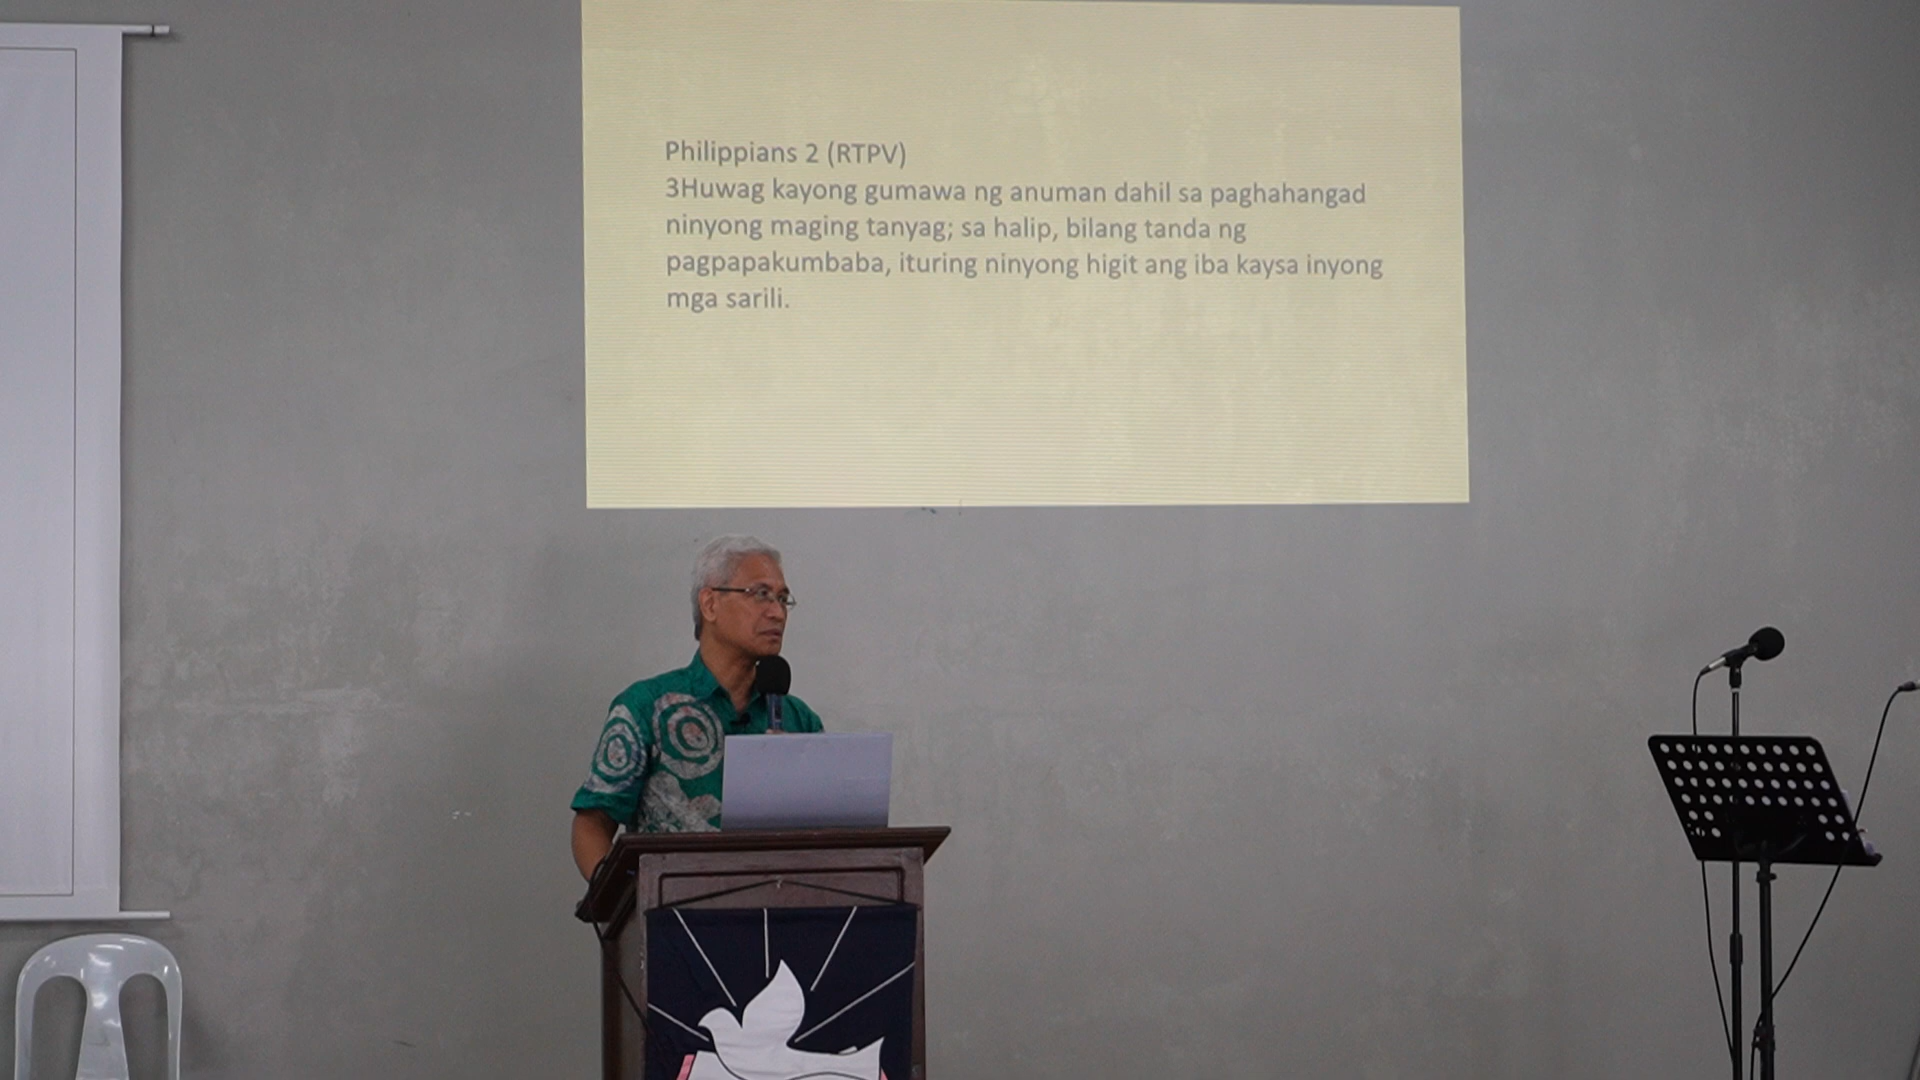 Philippians 2 (RTPV)
3Huwag kayong gumawa ng anuman dahil sa paghahangad
ninyong maging tanyag; sa halip, bilang tanda ng
pagpapakumbaba, ituring ninyong higit ang iba kaysa inyong
mga sarili.